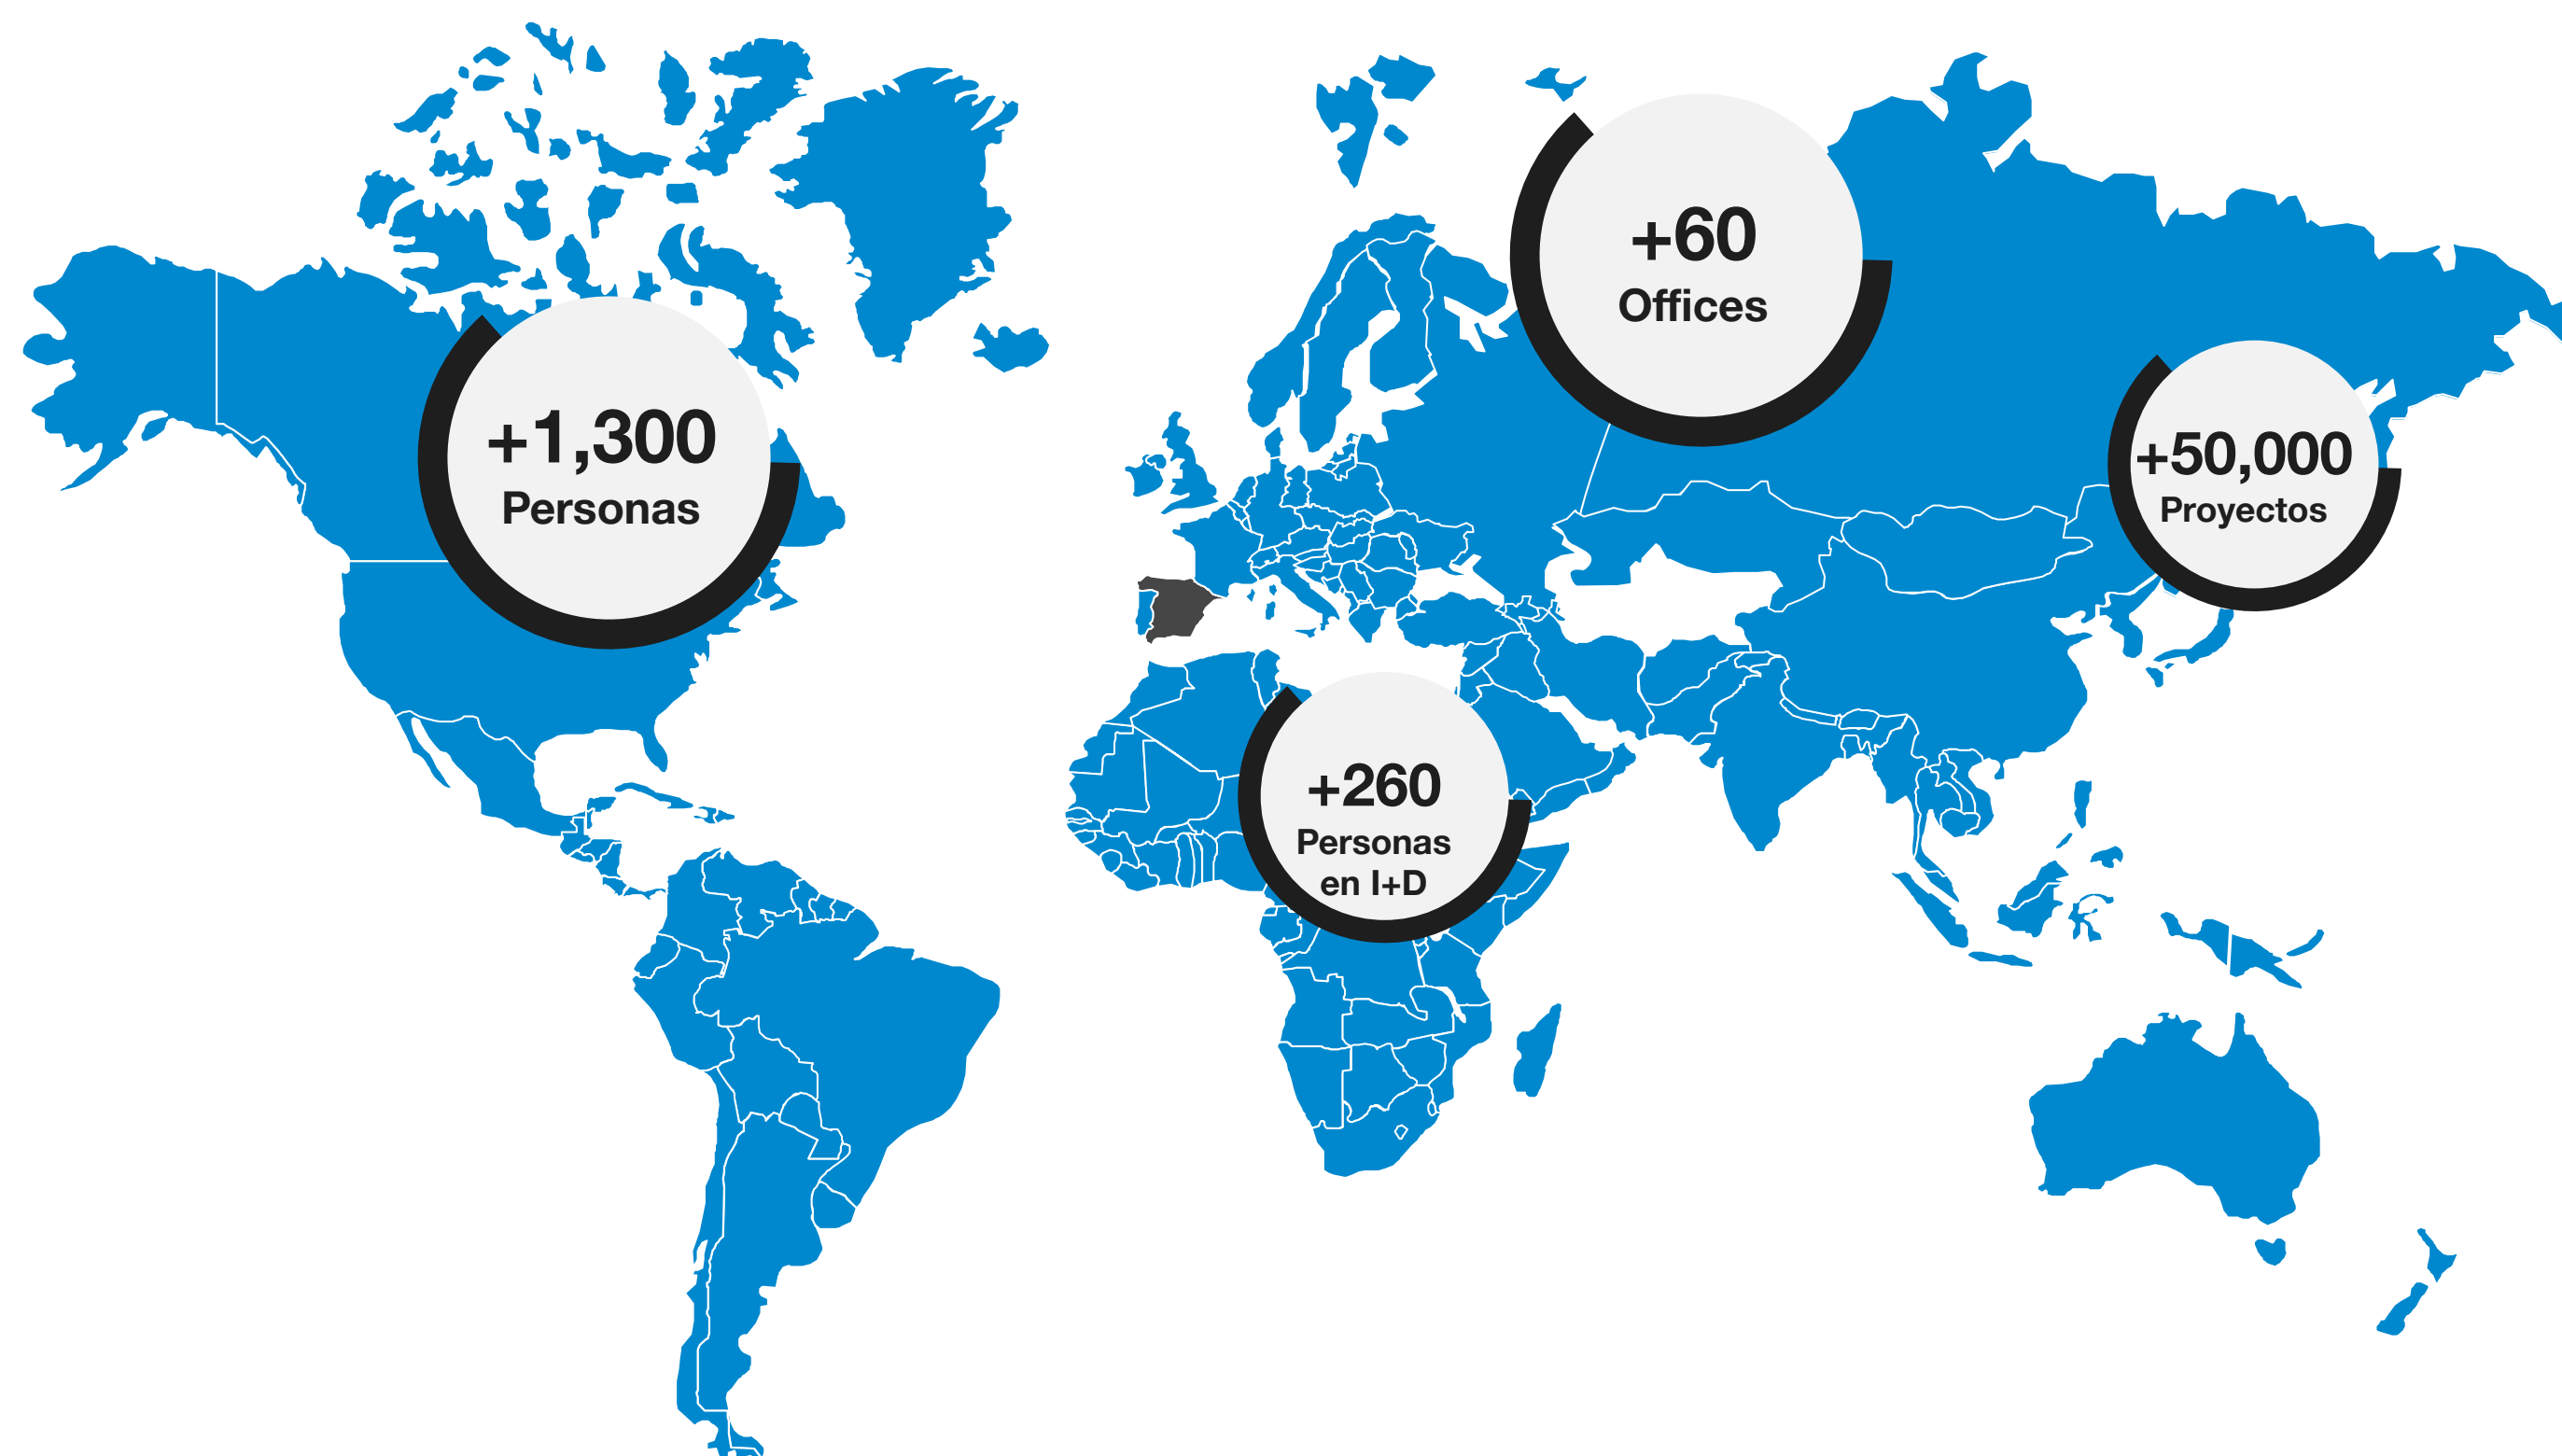 +60
Offices
+1,300
Personas
+50,000
Proyectos
+260
Personas
en I+D